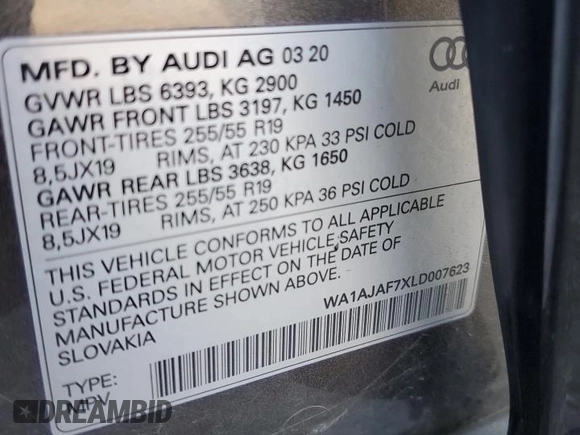 MFD. BY AUDI AG 03 20
GVWR LBS 6393, KG 2900
GAWR FRONT LBS 3197, KG 1450
FRONT-TIRES 255/55 R19
8,5JX19 RIMS, AT 230 KPA 33 PSI COLD
GAWR REAR LBS 3638, KG 1650
REAR-TIRES 255/55 R19
8,5JX19 RIMS, AT 250 KPA 36 PSI COLD
Audi
THIS VEHICLE CONFORMS TO ALL APPLICABLE
U.S. FEDERAL MOTOR VEHICLE SAFETY
STANDARDS IN EFFECT ON THE DATE OF
MANUFACTURE SHOWN ABOVE.
SLOVAKIA
WA1AJAF7XLD007623
TYPE:
MPV
DREAMBID